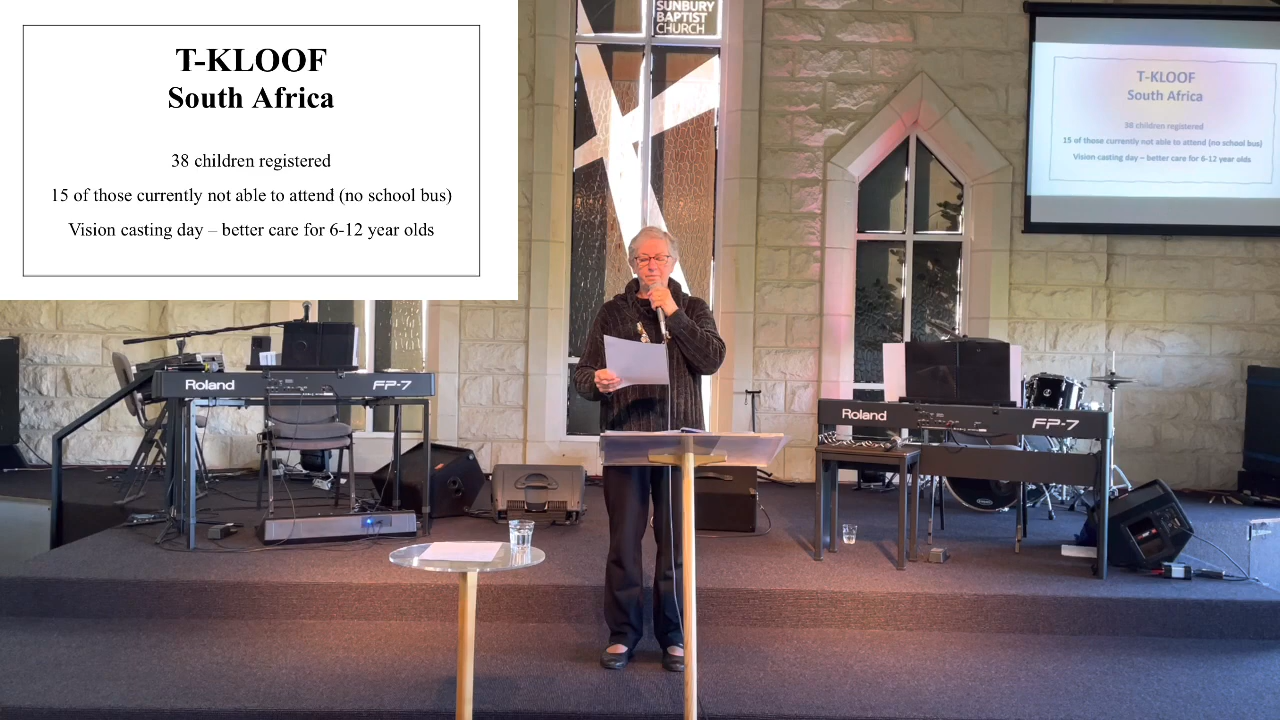 T-KLOOF
South Africa
38 children registered
15 of those currently not able to attend (no school bus)
Vision casting day – better care for 6-12 year olds
SUNBURY
BAPTIST
CHURCH
T-KLOOF
South Africa
38 children registered
15 of those currently not able to attend (no school bus)
Vision casting day – better care for 6-12 year olds
Roland FP-7
Roland FP-7